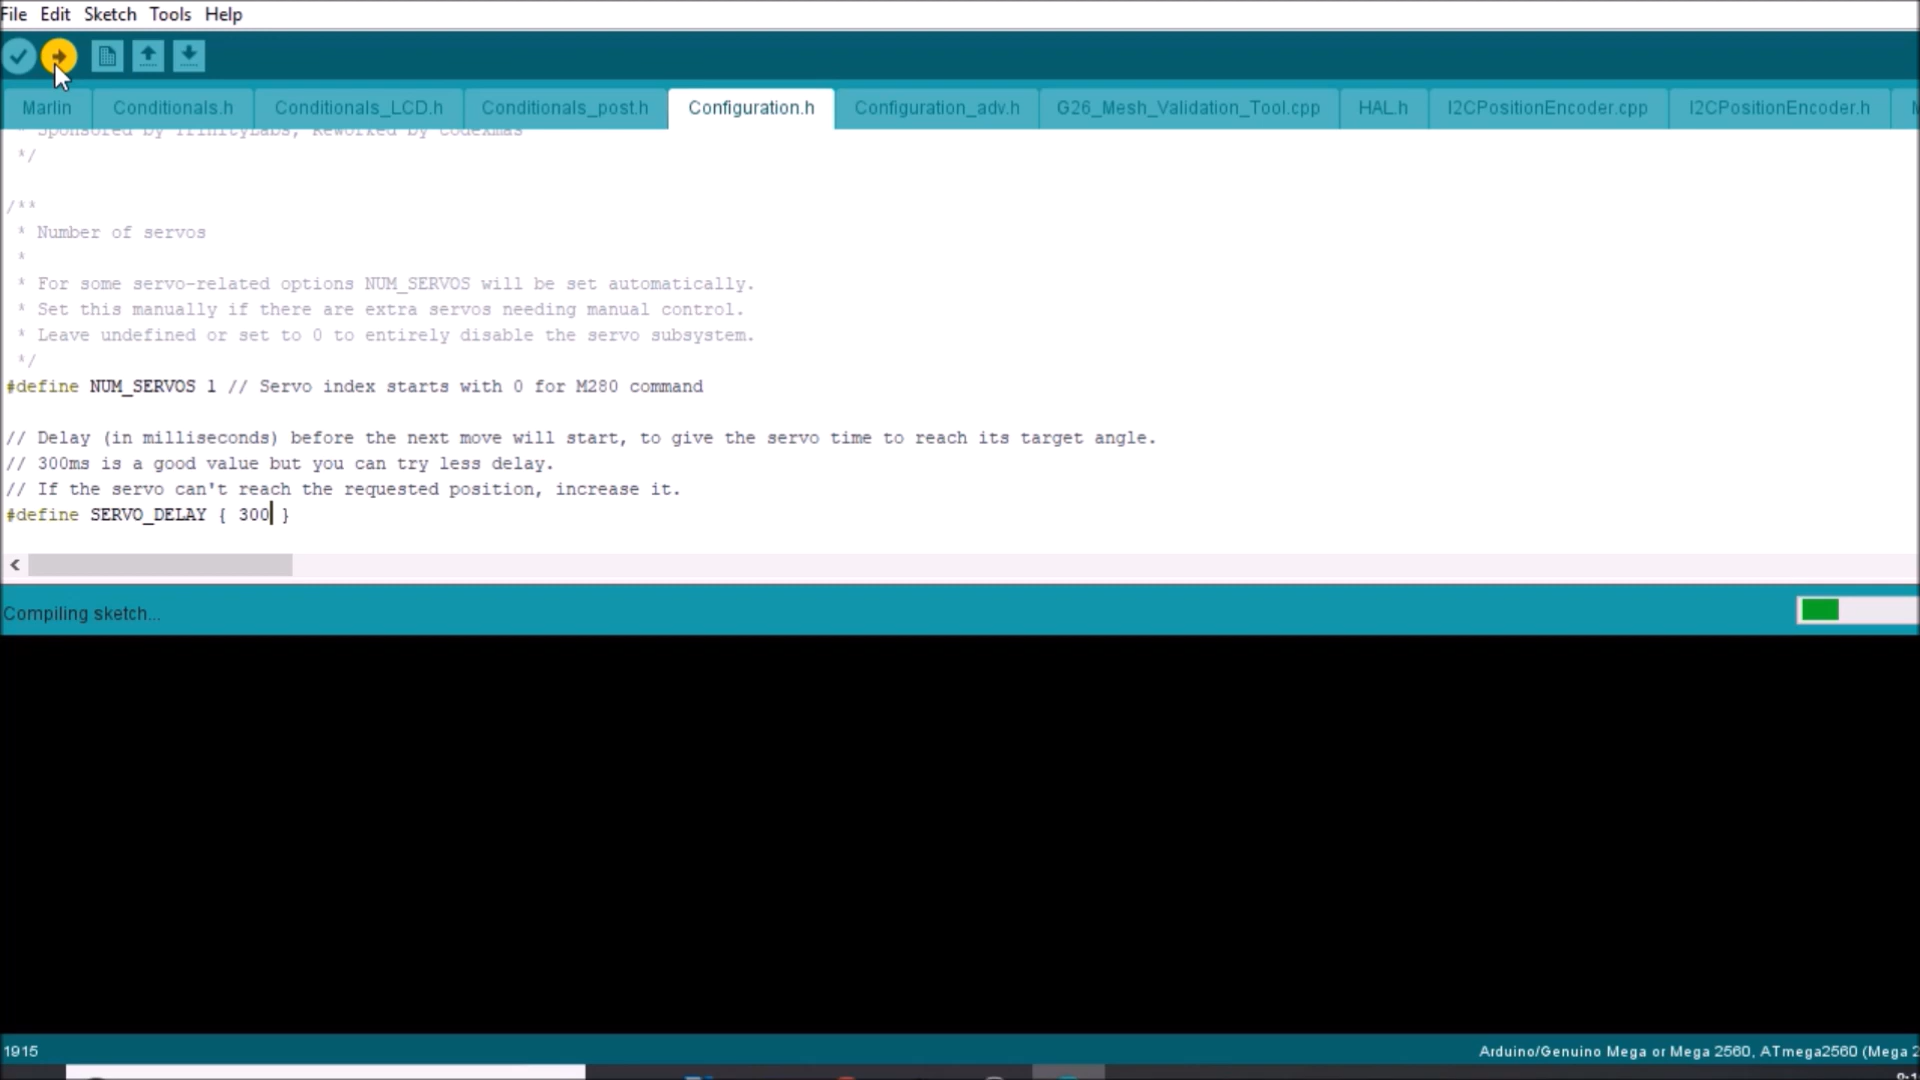 File Edit Sketch Tools Help
Marlin Conditionals.h Conditionals_LCD.h Conditionals_post.h Configuration.h Configuration_adv.h G26_Mesh_Validation_Tool.cpp HAL.h I2CPositionEncoder.cpp I2CPositionEncoder.h
* Sponsored by TrinityLabs, Reworked by codexmas
*/
/**
* Number of servos
*
* For some servo-related options NUM_SERVOS will be set automatically.
* Set this manually if there are extra servos needing manual control.
* Leave undefined or set to 0 to entirely disable the servo subsystem.
*/
#define NUM_SERVOS 1 // Servo index starts with 0 for M280 command
// Delay (in milliseconds) before the next move will start, to give the servo time to reach its target angle.
// 300ms is a good value but you can try less delay.
// If the servo can't reach the requested position, increase it.
#define SERVO_DELAY { 300 }
<
Compiling sketch...
1915 Arduino/Genuino Mega or Mega 2560, ATmega2560 (Mega 2